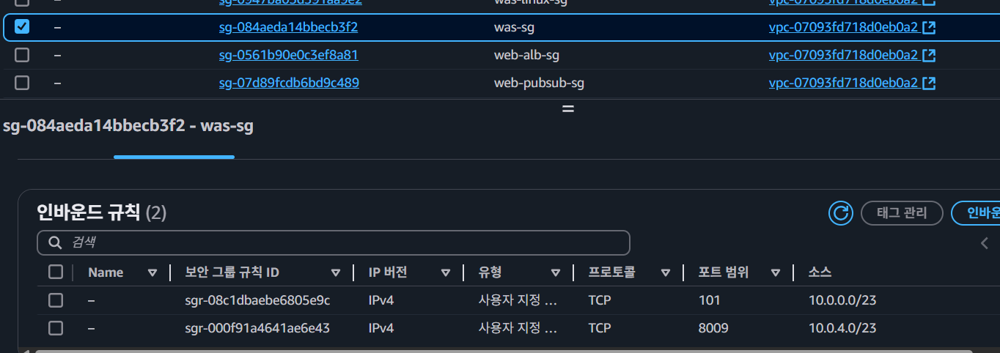 sg-0947ba05d391aa9e2 was-linux-sg
– sg-084aeda14bbecb3f2 was-sg vpc-07093fd718d0eb0a2
– sg-0561b90e0c3ef8a81 web-alb-sg vpc-07093fd718d0eb0a2
– sg-07d89fcdb6bd9c489 web-pubsub-sg vpc-07093fd718d0eb0a2
sg-084aeda14bbecb3f2 - was-sg
인바운드 규칙 (2) 태그 관리 인바운
검색
Name 보안 그룹 규칙 ID IP 버전 유형 프로토콜 포트 범위 소스
– sgr-08c1dbaebe6805e9c IPv4 사용자 지정 ... TCP 101 10.0.0.0/23
– sgr-000f91a4641ae6e43 IPv4 사용자 지정 ... TCP 8009 10.0.4.0/23